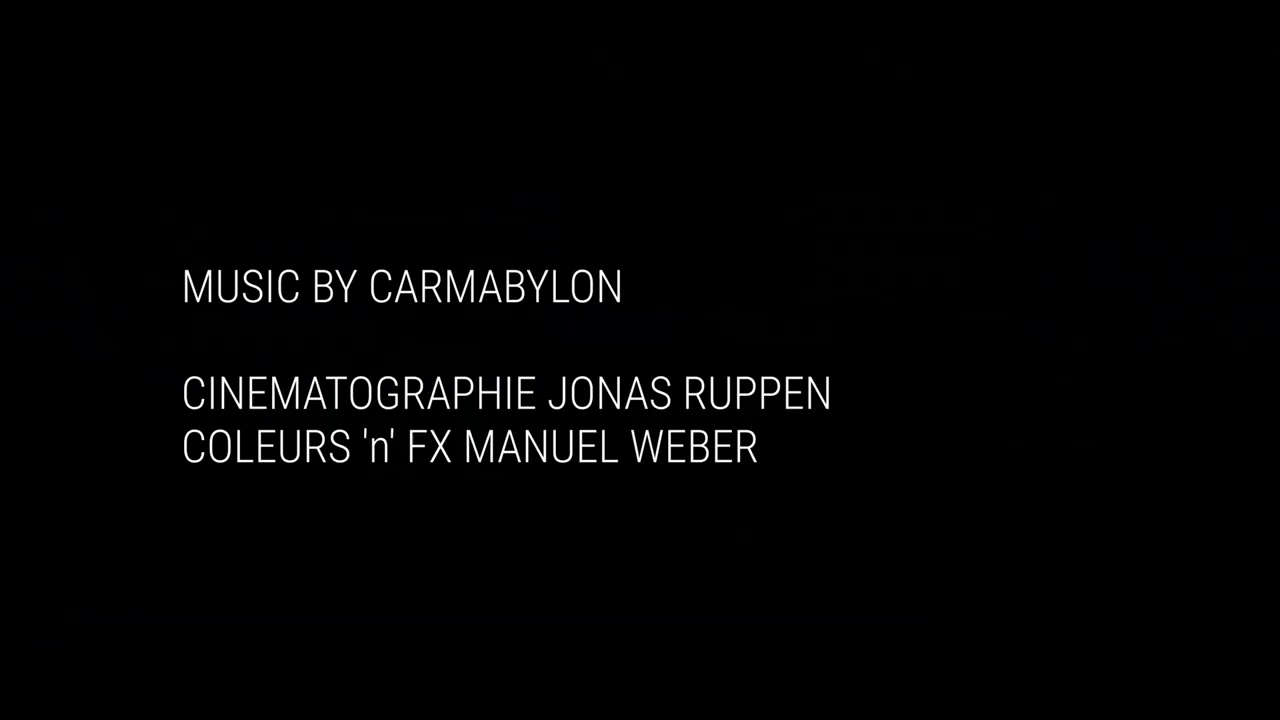 MUSIC BY CARMABYLON
CINEMATOGRAPHIE JONAS RUPPEN
COLEURS 'n' FX MANUEL WEBER